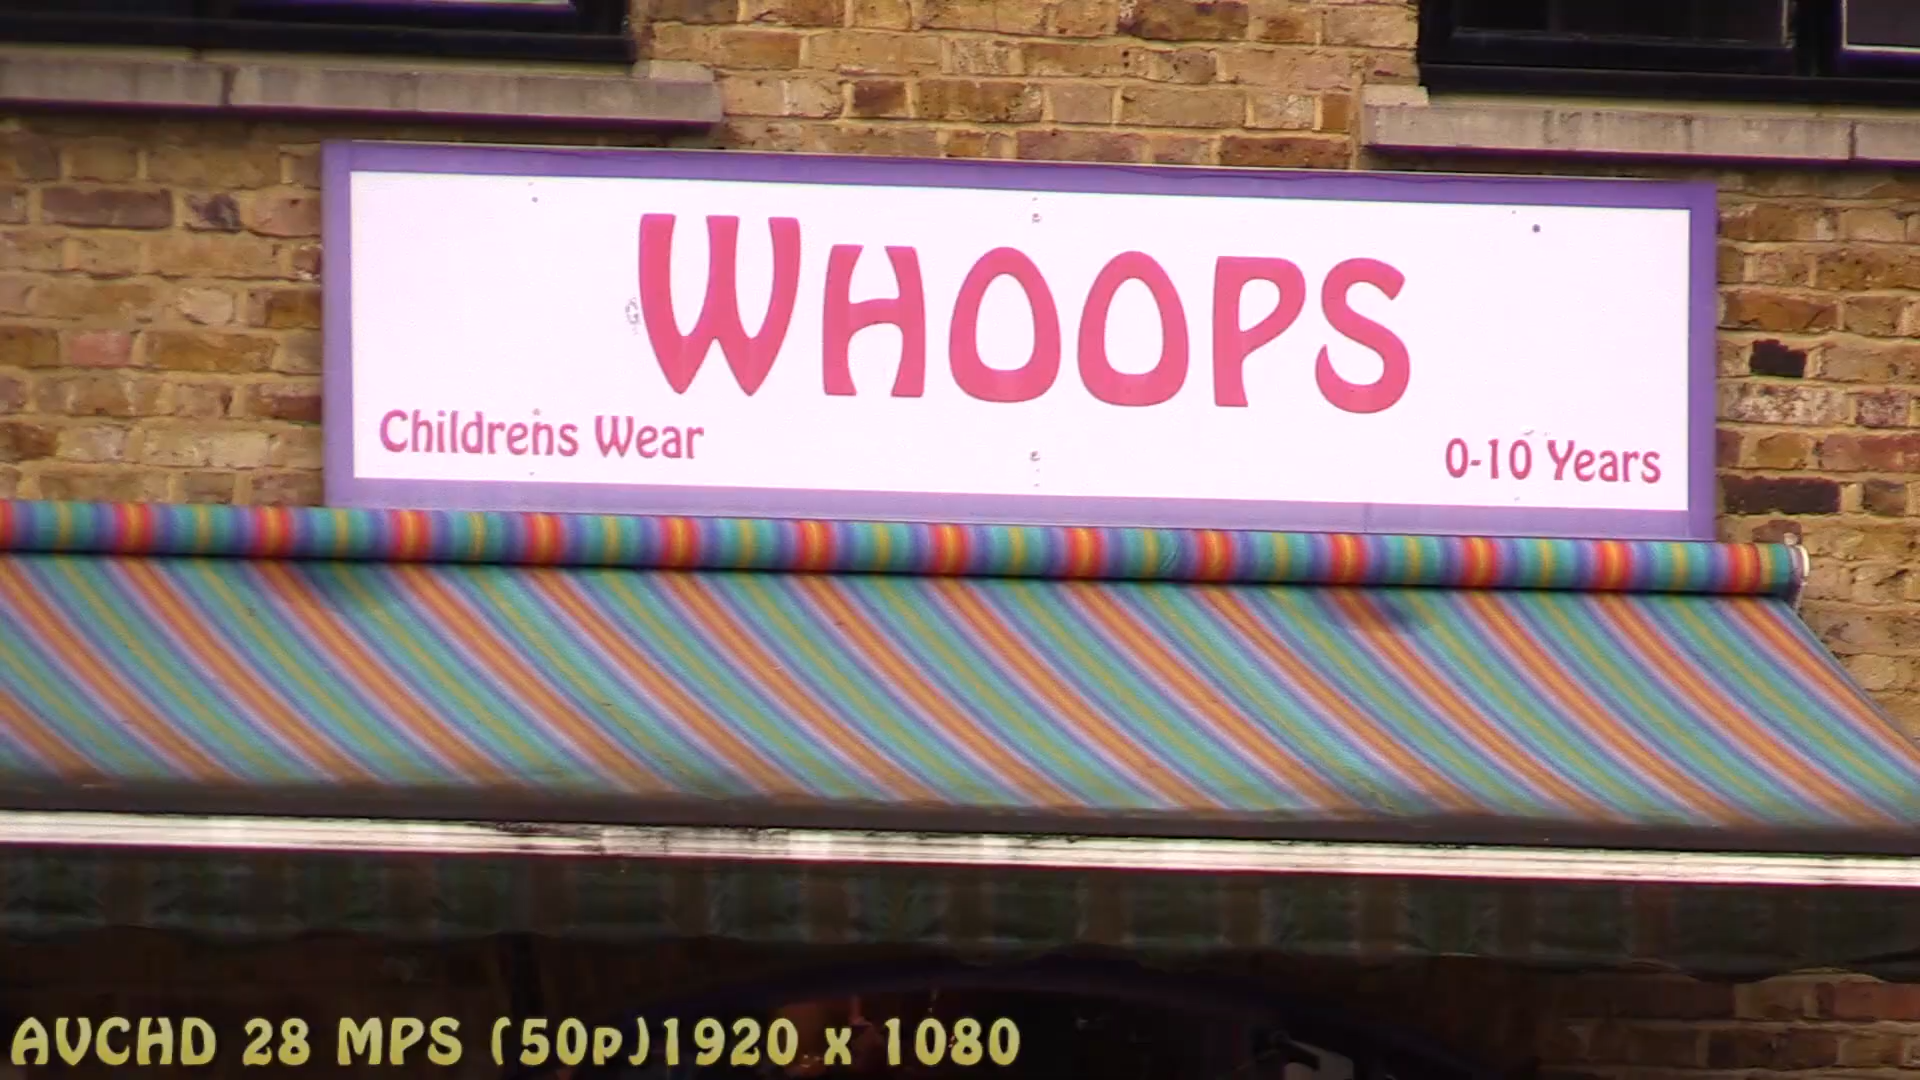 WHOOPS
Childrens Wear
0-10 Years
AVCHD 28 MPS (50p)1920 x 1080